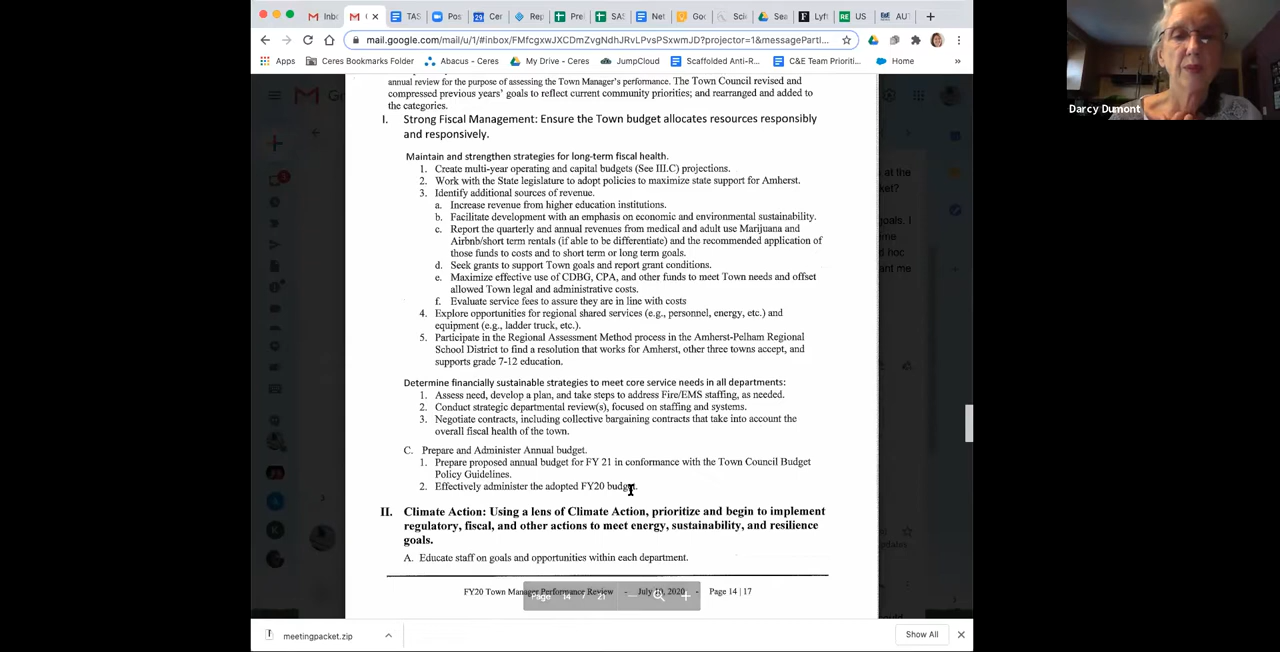 Inb
TAS
Pos
Cer
Rep
Pre
SAS
Net
Goo
Sci
Sea
Lyft
US
AU
mail.google.com/mail/u/1/#inbox/FMfcgxwJXCDmZvgNdhJRvLPvsPSxwmJD?projector=1&messagePartI...
Apps
Ceres Bookmarks Folder
Abacus - Ceres
My Drive - Ceres
JumpCloud
Scaffolded Anti-R...
C&E Team Prioriti...
Home
»
Darcy Dumont
annual review for the purpose of assessing the Town Manager's performance. The Town Council revised and
compressed previous years' goals to reflect current community priorities; and rearranged and added to
the categories.
I. Strong Fiscal Management: Ensure the Town budget allocates resources responsibly
and responsively.
Maintain and strengthen strategies for long-term fiscal health.
1. Create multi-year operating and capital budgets (See III.C) projections.
2. Work with the State legislature to adopt policies to maximize state support for Amherst.
3. Identify additional sources of revenue.
a. Increase revenue from higher education institutions.
b. Facilitate development with an emphasis on economic and environmental sustainability.
c. Report the quarterly and annual revenues from medical and adult use Marijuana and
Airbnb/short term rentals (if able to be differentiate) and the recommended application of
those funds to costs and to short term or long term goals.
d. Seek grants to support Town goals and report grant conditions.
e. Maximize effective use of CDBG, CPA, and other funds to meet Town needs and offset
allowed Town legal and administrative costs.
f. Evaluate service fees to assure they are in line with costs
4. Explore opportunities for regional shared services (e.g., personnel, energy, etc.) and
equipment (e.g., ladder truck, etc.).
5. Participate in the Regional Assessment Method process in the Amherst-Pelham Regional
School District to find a resolution that works for Amherst, other three towns accept, and
supports grade 7-12 education.
Determine financially sustainable strategies to meet core service needs in all departments:
1. Assess need, develop a plan, and take steps to address Fire/EMS staffing, as needed.
2. Conduct strategic departmental review(s), focused on staffing and systems.
3. Negotiate contracts, including collective bargaining contracts that take into account the
overall fiscal health of the town.
C. Prepare and Administer Annual budget.
1. Prepare proposed annual budget for FY 21 in conformance with the Town Council Budget
Policy Guidelines.
2. Effectively administer the adopted FY20 budget.
II. Climate Action: Using a lens of Climate Action, prioritize and begin to implement
regulatory, fiscal, and other actions to meet energy, sustainability, and resilience
goals.
A. Educate staff on goals and opportunities within each department.
FY20 Town Manager Performance Review - July 10, 2020 - Page 14 | 17
Page 14 / 21
meetingpacket.zip
Show All